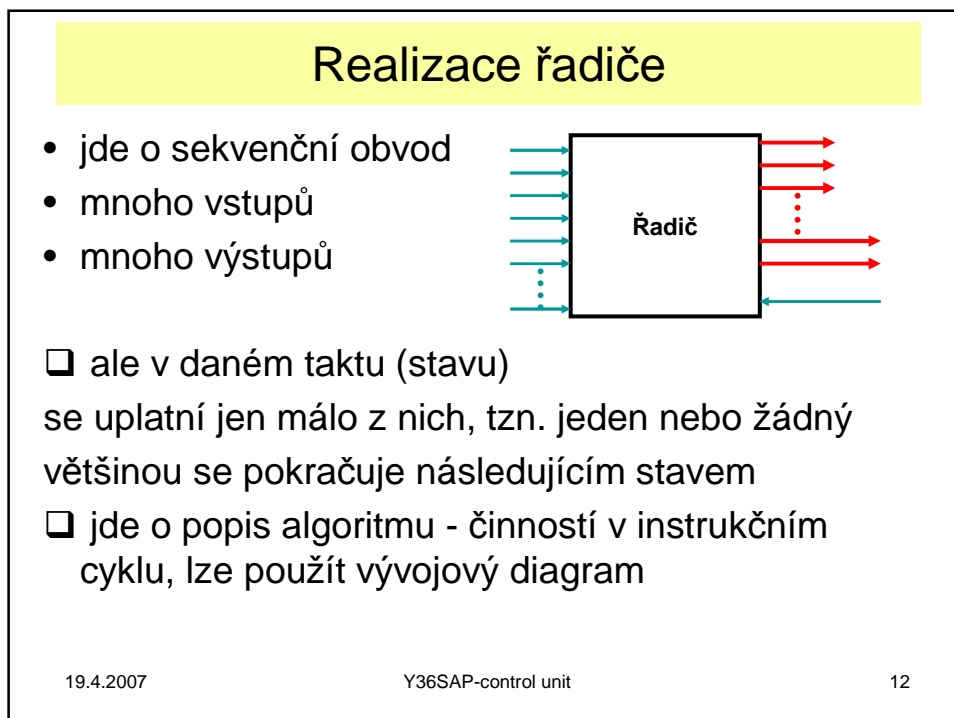 Realizace řadiče
• jde o sekvenční obvod
• mnoho vstupů
• mnoho výstupů
Řadič
❑ ale v daném taktu (stavu)
se uplatní jen málo z nich, tzn. jeden nebo žádný
většinou se pokračuje následujícím stavem
❑ jde o popis algoritmu - činností v instrukčním
cyklu, lze použít vývojový diagram
19.4.2007
Y36SAP-control unit
12